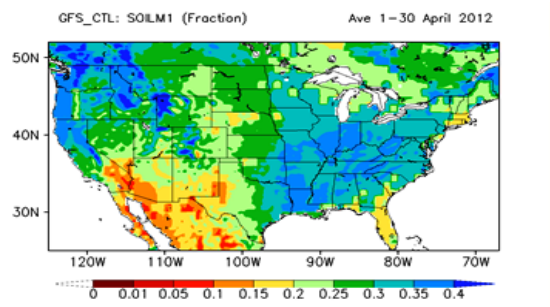 GFS_CTL: SOILM1 (Fraction) Ave 1-30 April 2012
50N
40N
30N
120W 110W 100W 90W 80W 70W
0 0.01 0.05 0.1 0.15 0.2 0.25 0.3 0.35 0.4